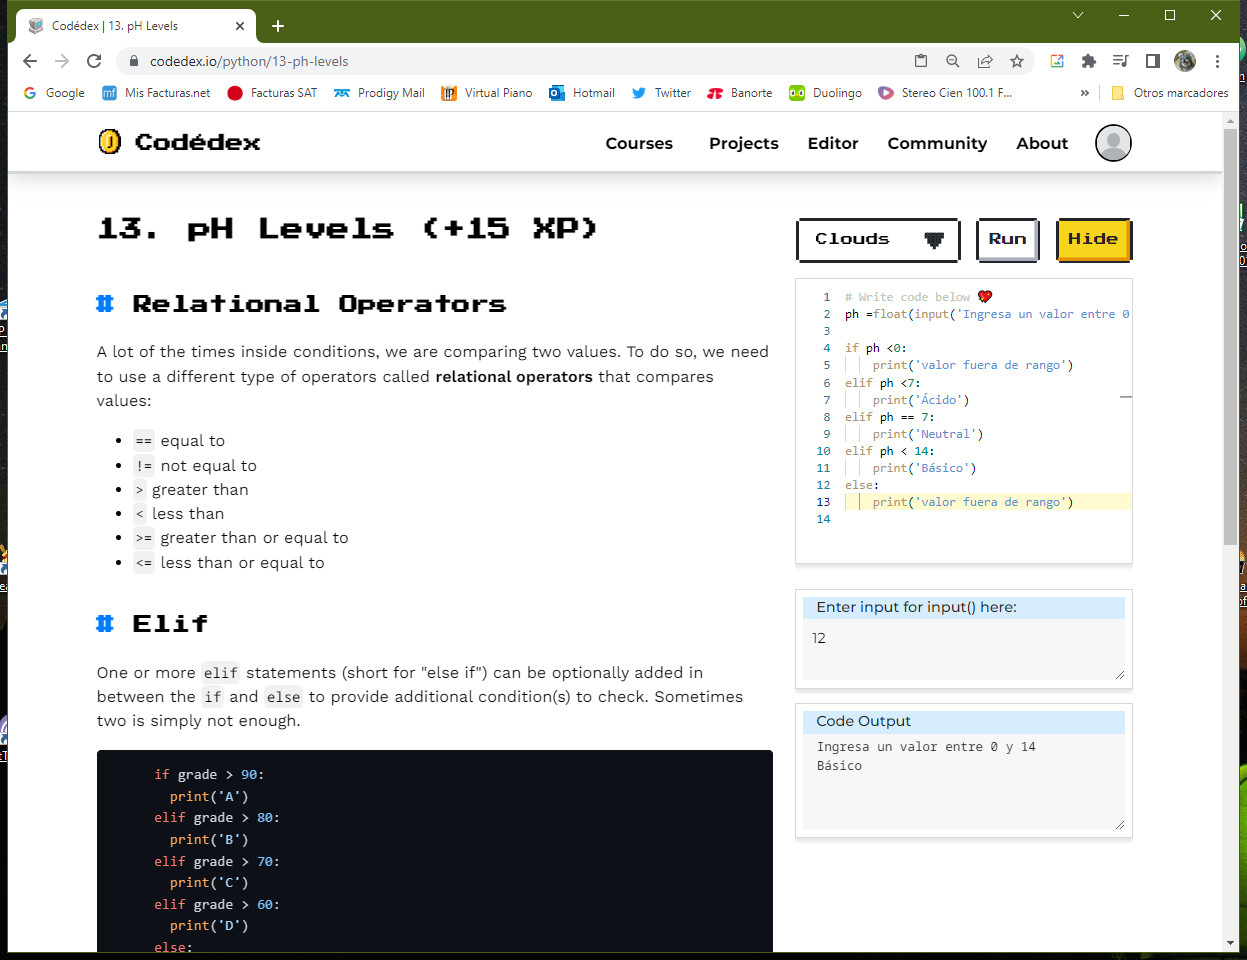 Codédex | 13. pH Levels
codedex.io/python/13-ph-levels
Google
Mis Facturas.net
Facturas SAT
Prodigy Mail
Virtual Piano
Hotmail
Twitter
Banorte
Duolingo
Stereo Cien 100.1 F...
»
Otros marcadores
Codédex
Courses
Projects
Editor
Community
About
13. pH Levels (+15 XP)
# Relational Operators
A lot of the times inside conditions, we are comparing two values. To do so, we need
to use a different type of operators called relational operators that compares
values:
== equal to
!= not equal to
> greater than
< less than
>= greater than or equal to
<= less than or equal to
# Elif
One or more elif statements (short for "else if") can be optionally added in
between the if and else to provide additional condition(s) to check. Sometimes
two is simply not enough.
if grade > 90:
print('A')
elif grade > 80:
print('B')
elif grade > 70:
print('C')
elif grade > 60:
print('D')
else:
Clouds
Run
Hide
1 # Write code below 💖
2 ph =float(input('Ingresa un valor entre 0
3
4 if ph <0:
5 print('valor fuera de rango')
6 elif ph <7:
7 print('Ácido')
8 elif ph == 7:
9 print('Neutral')
10 elif ph < 14:
11 print('Básico')
12 else:
13 print('valor fuera de rango')
14
Enter input for input() here:
12
Code Output
Ingresa un valor entre 0 y 14
Básico